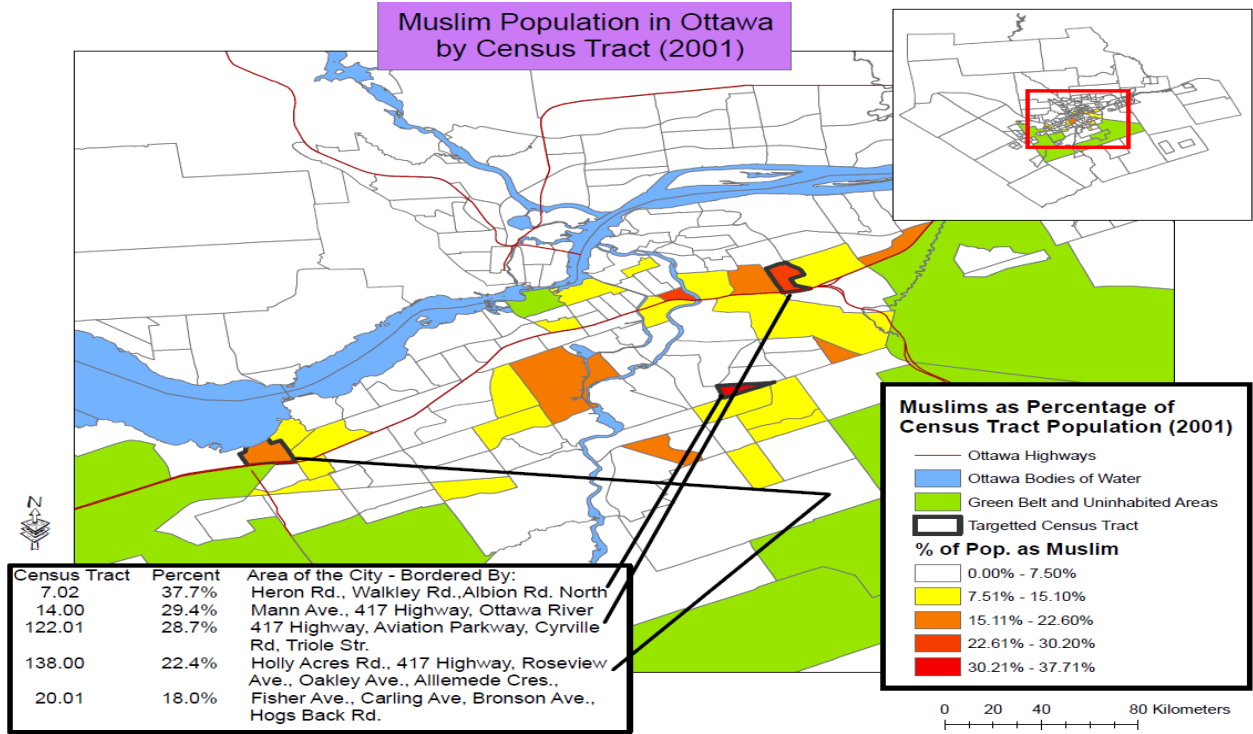 Muslim Population in Ottawa
by Census Tract (2001)
Muslims as Percentage of
Census Tract Population (2001)
Ottawa Highways
Ottawa Bodies of Water
Green Belt and Uninhabited Areas
Targetted Census Tract
% of Pop. as Muslim
0.00% - 7.50%
7.51% - 15.10%
15.11% - 22.60%
22.61% - 30.20%
30.21% - 37.71%
N
Census Tract Percent Area of the City - Bordered By:
7.02 37.7% Heron Rd., Walkley Rd.,Albion Rd. North
14.00 29.4% Mann Ave., 417 Highway, Ottawa River
122.01 28.7% 417 Highway, Aviation Parkway, Cyrville
Rd, Triole Str.
138.00 22.4% Holly Acres Rd., 417 Highway, Roseview
Ave., Oakley Ave., Alllemede Cres.,
20.01 18.0% Fisher Ave., Carling Ave, Bronson Ave.,
Hogs Back Rd.
0 20 40 80 Kilometers